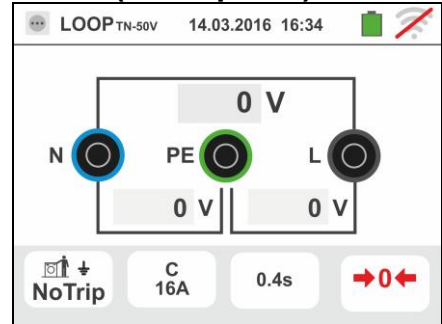 LOOP TN-50V 14.03.2016 16:34
0 V
N PE L
0 V 0 V
NoTrip C 16A 0.4s →0←